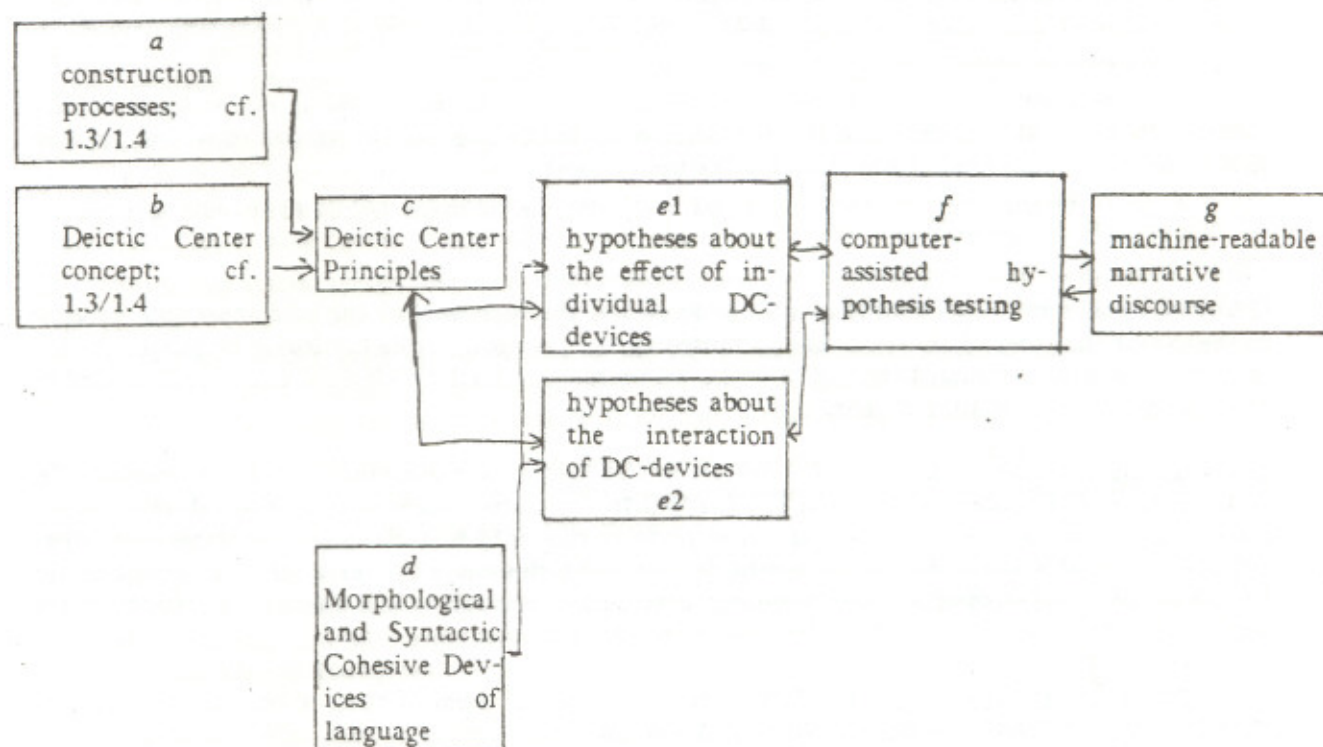 a
construction
processes; cf.
1.3/1.4
b
Deictic Center
concept; cf.
1.3/1.4
c
Deictic Center
Principles
d
Morphological
and Syntactic
Cohesive Dev-
ices of
language
e1
hypotheses about
the effect of in-
dividual DC-
devices
hypotheses about
the interaction
of DC-devices
e2
f
computer-
assisted hy-
pothesis testing
g
machine-readable
narrative
discourse